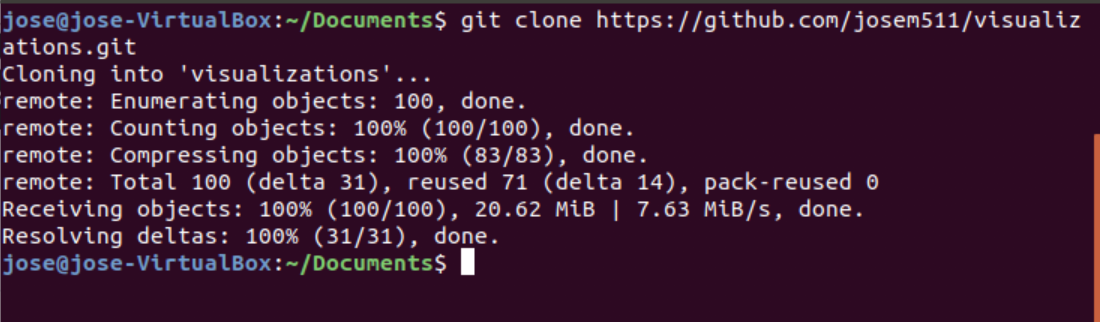 jose@jose-VirtualBox:~/Documents$ git clone https://github.com/josem511/visualiz
ations.git
Cloning into 'visualizations'...
remote: Enumerating objects: 100, done.
remote: Counting objects: 100% (100/100), done.
remote: Compressing objects: 100% (83/83), done.
remote: Total 100 (delta 31), reused 71 (delta 14), pack-reused 0
Receiving objects: 100% (100/100), 20.62 MiB | 7.63 MiB/s, done.
Resolving deltas: 100% (31/31), done.
jose@jose-VirtualBox:~/Documents$